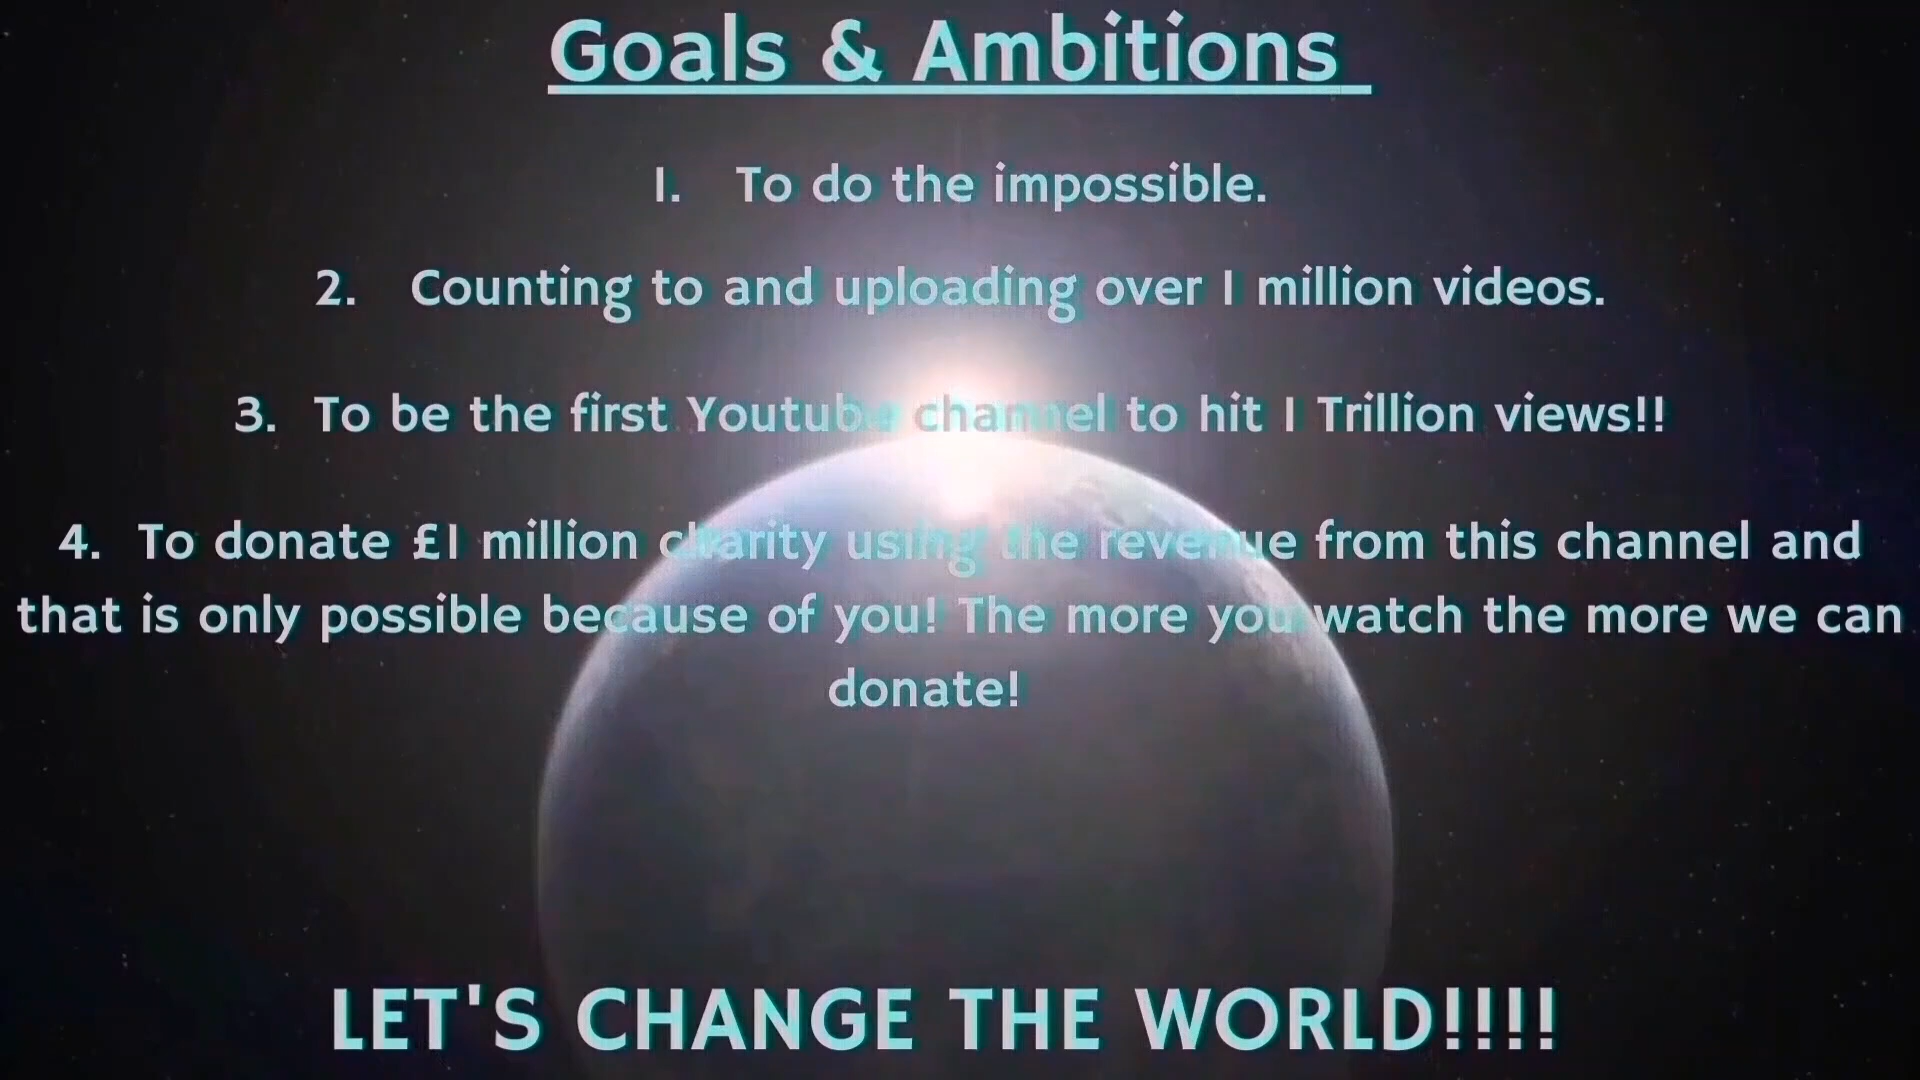 Goals & Ambitions
1. To do the impossible.
2. Counting to and uploading over 1 million videos.
3. To be the first Youtube channel to hit 1 Trillion views!!
4. To donate £1 million charity using the revenue from this channel and
that is only possible because of you! The more you watch the more we can
donate!
LET'S CHANGE THE WORLD!!!!